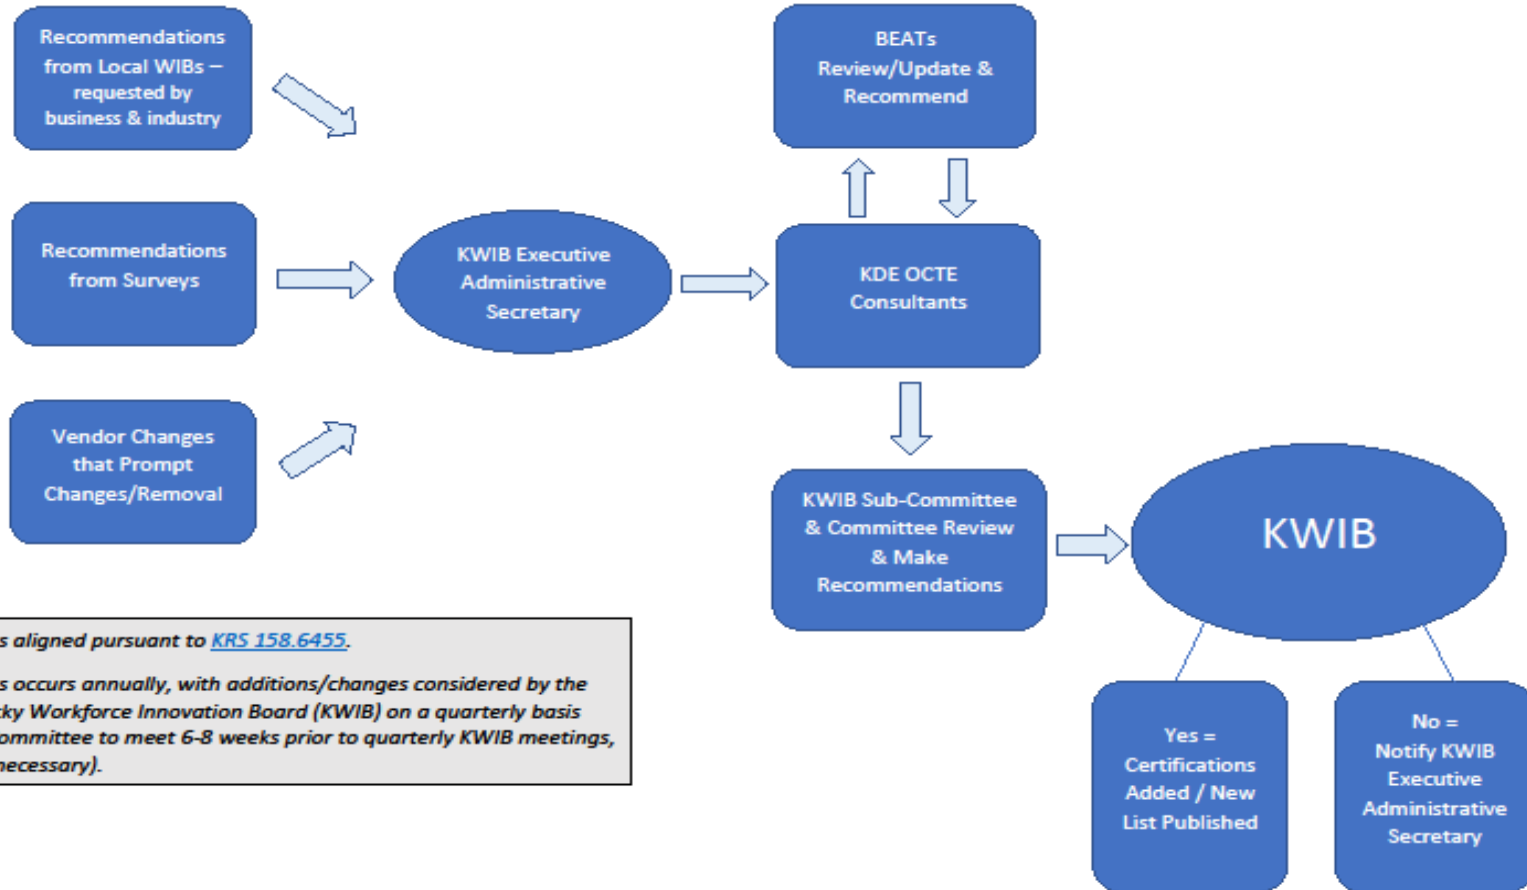 Recommendations
from Local WIBs –
requested by
business & industry
BEATs
Review/Update &
Recommend
Recommendations
from Surveys
KWIB Executive
Administrative
Secretary
KDE OCTE
Consultants
Vendor Changes
that Prompt
Changes/Removal
KWIB Sub-Committee
& Committee Review
& Make
Recommendations
KWIB
s aligned pursuant to KRS 158.6455.
s occurs annually, with additions/changes considered by the
ky Workforce Innovation Board (KWIB) on a quarterly basis
ommittee to meet 6-8 weeks prior to quarterly KWIB meetings,
necessary).
Yes =
Certifications
Added / New
List Published
No =
Notify KWIB
Executive
Administrative
Secretary